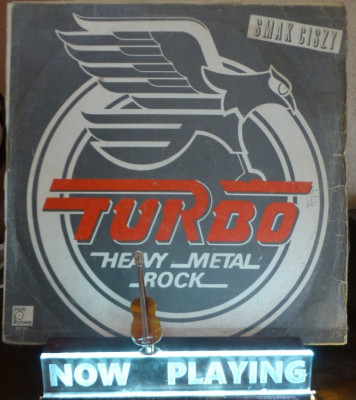 SMAK CISZY
TURBO
HEAVY METAL
ROCK
NOW PLAYING